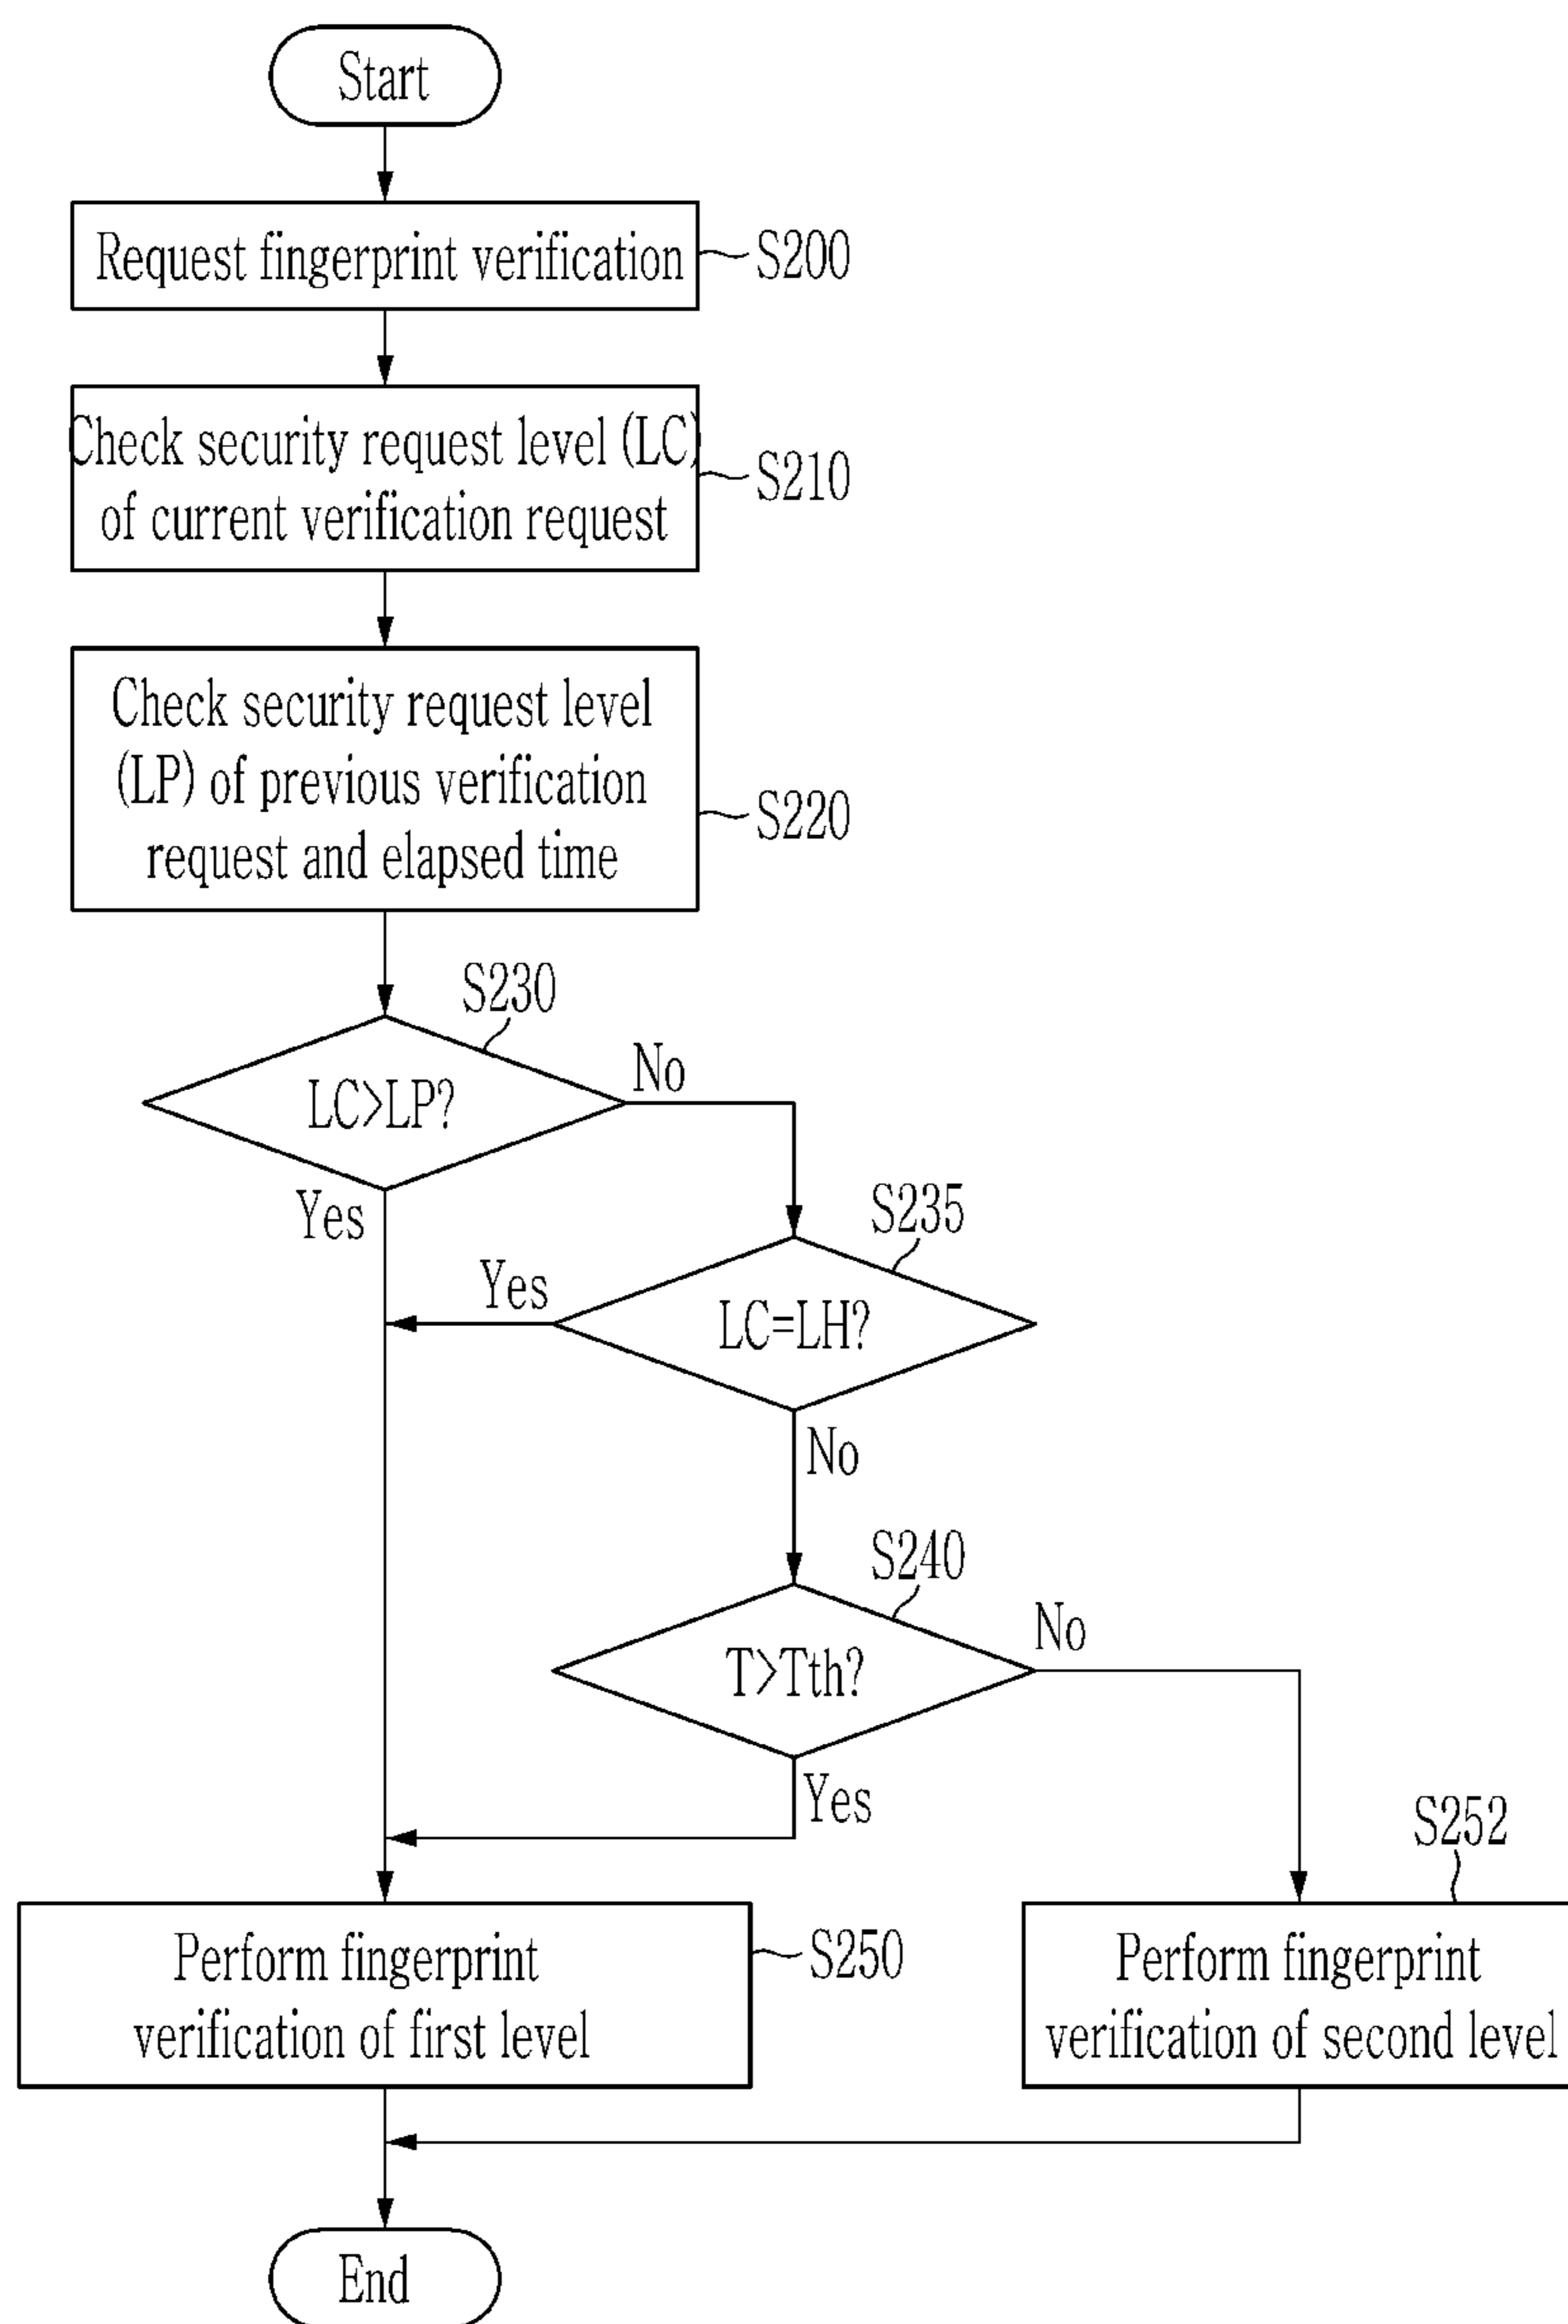 Start
Request fingerprint verification
S200
Check security request level (LC)
of current verification request
S210
Check security request level
(LP) of previous verification
request and elapsed time
S220
S230
LC>LP?
No
Yes
S235
LC=LH?
Yes
No
S240
T>Tth?
No
Yes
S252
Perform fingerprint
verification of first level
S250
Perform fingerprint
verification of second level
End